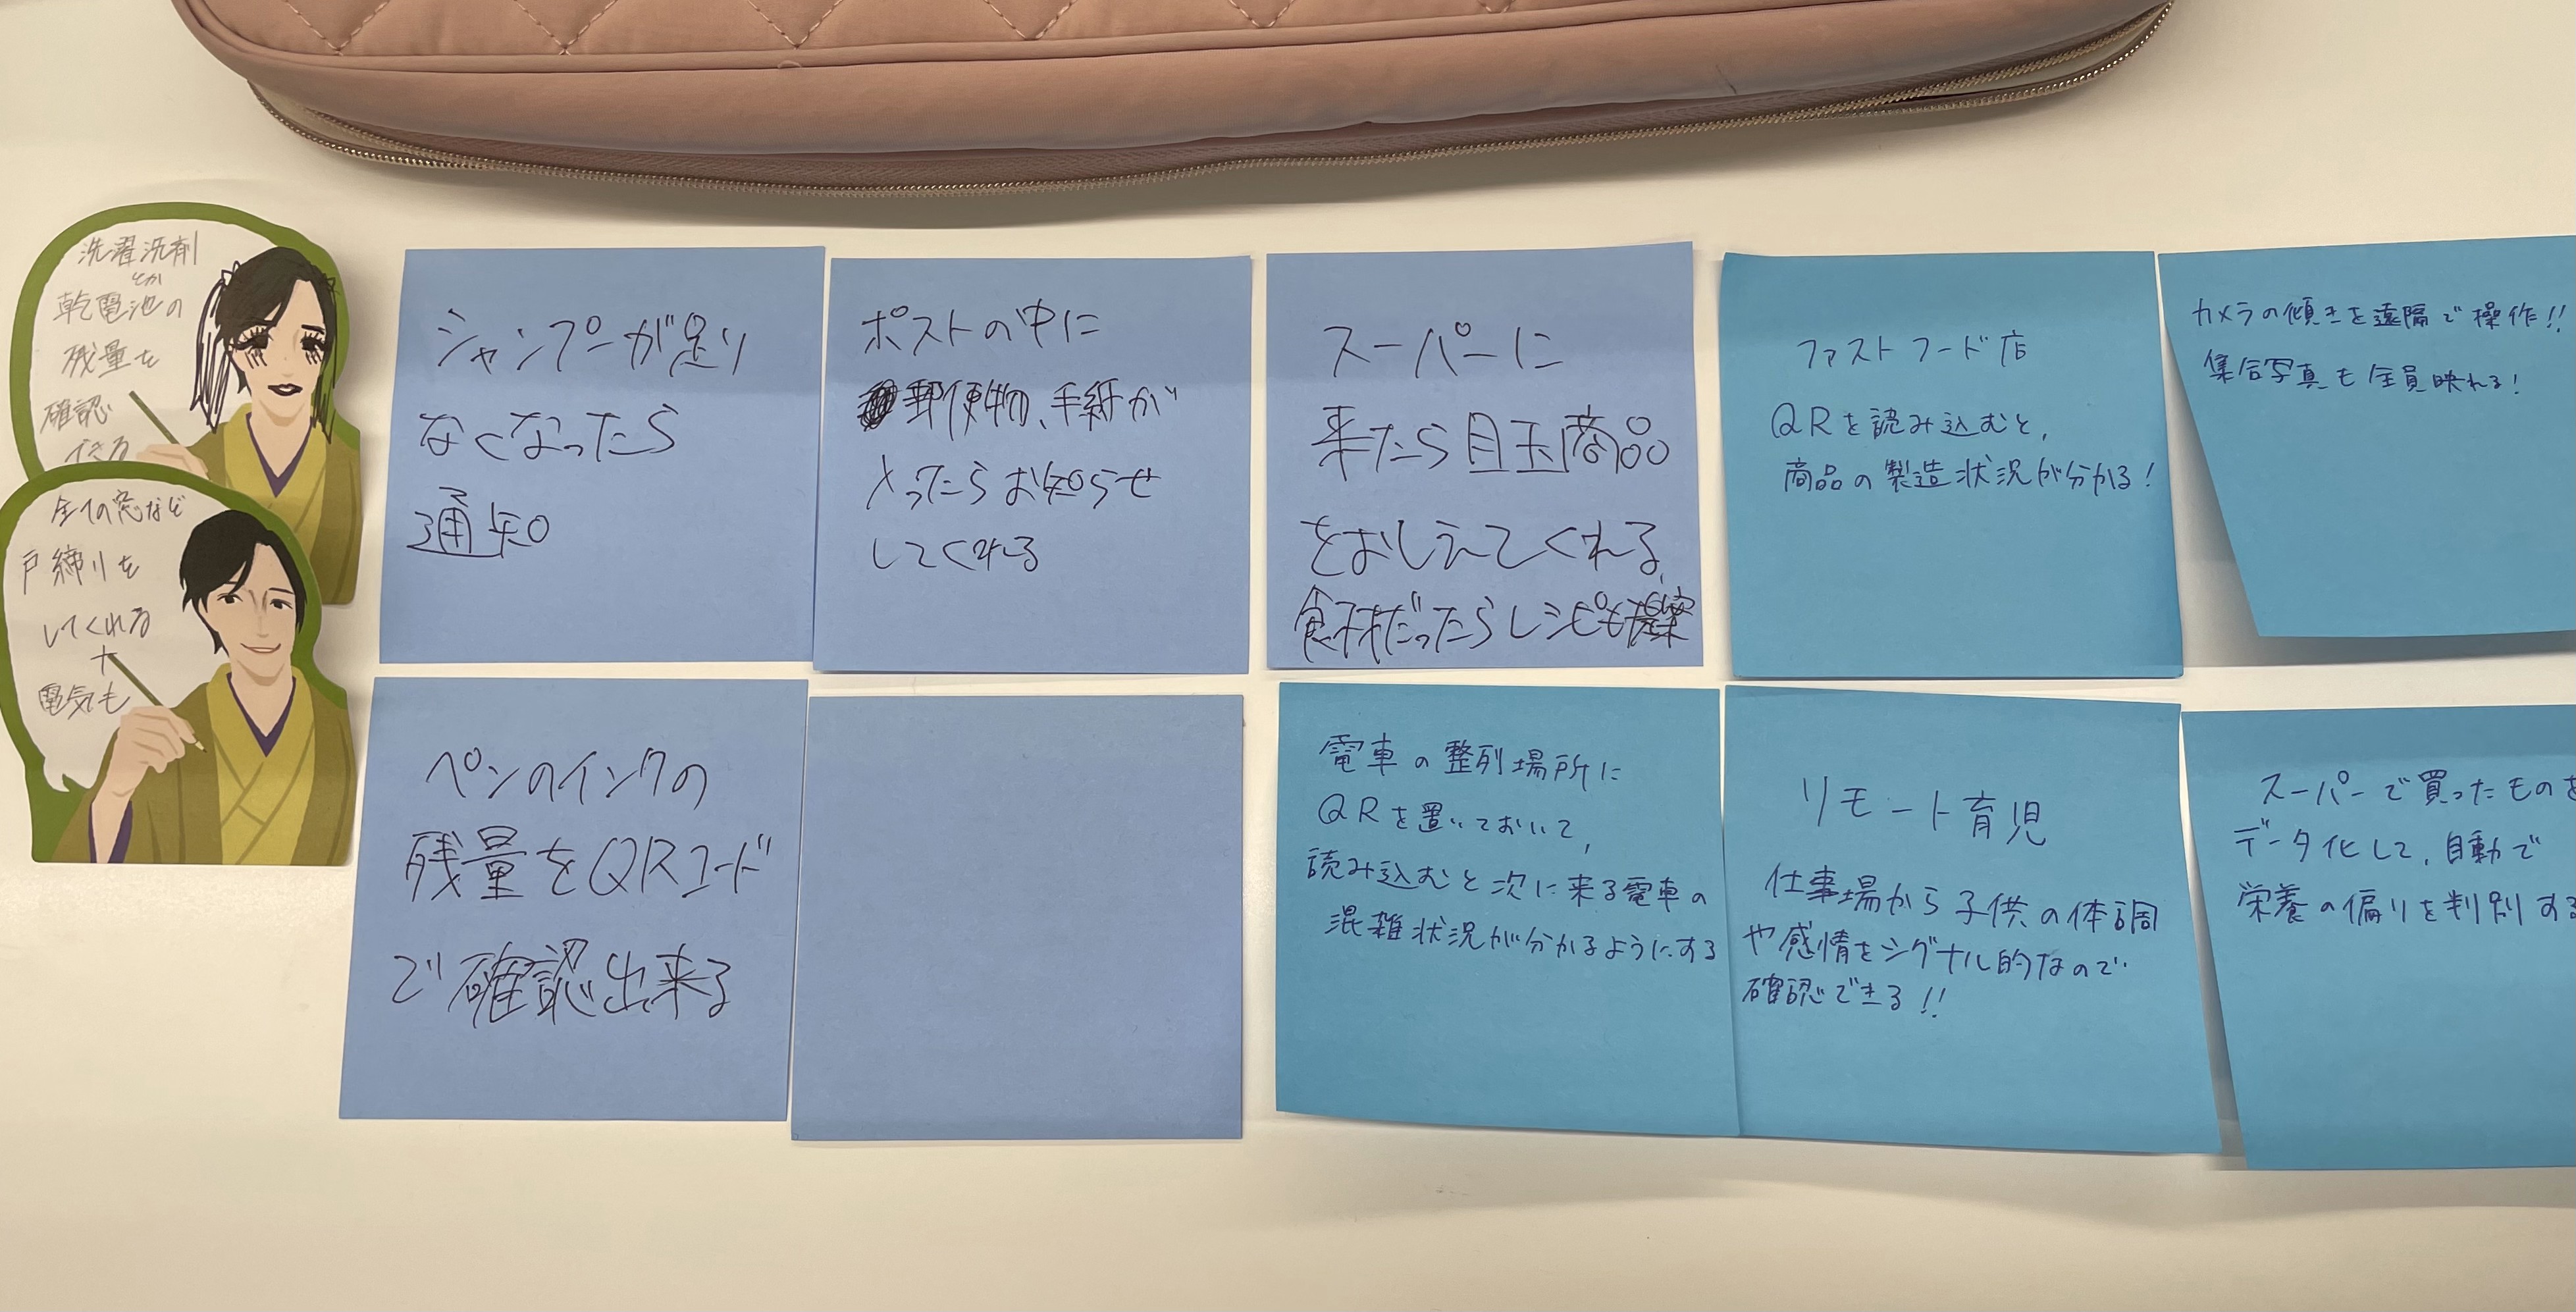 洗濯洗剤
とか
乾電池の
残量を
確認
できる
全ての窓など
戸締りを
してくれる
+
電気も
シャンプーが足り
なくなったら
通知
ポストの中に
郵便物、手紙が
入ったらお知らせ
してくれる
スーパーに
来たら目玉商品
をおしえてくれる、
食材だったらレシピも提案
ファストフード店
QRを読み込むと、
商品の製造状況が分かる!
カメラの傾きを遠隔で操作!!
集合写真も全員映れる!
ペンのインクの
残量をQRコード
で確認出来る
電車の整列場所に
QRを置いておいて、
読み込むと次に来る電車の
混雑状況が分かるようにする
リモート育児
仕事場から子供の体調
や感情をシグナル的なので
確認できる!!
スーパーで買ったものを
データ化して、自動で
栄養の偏りを判別する